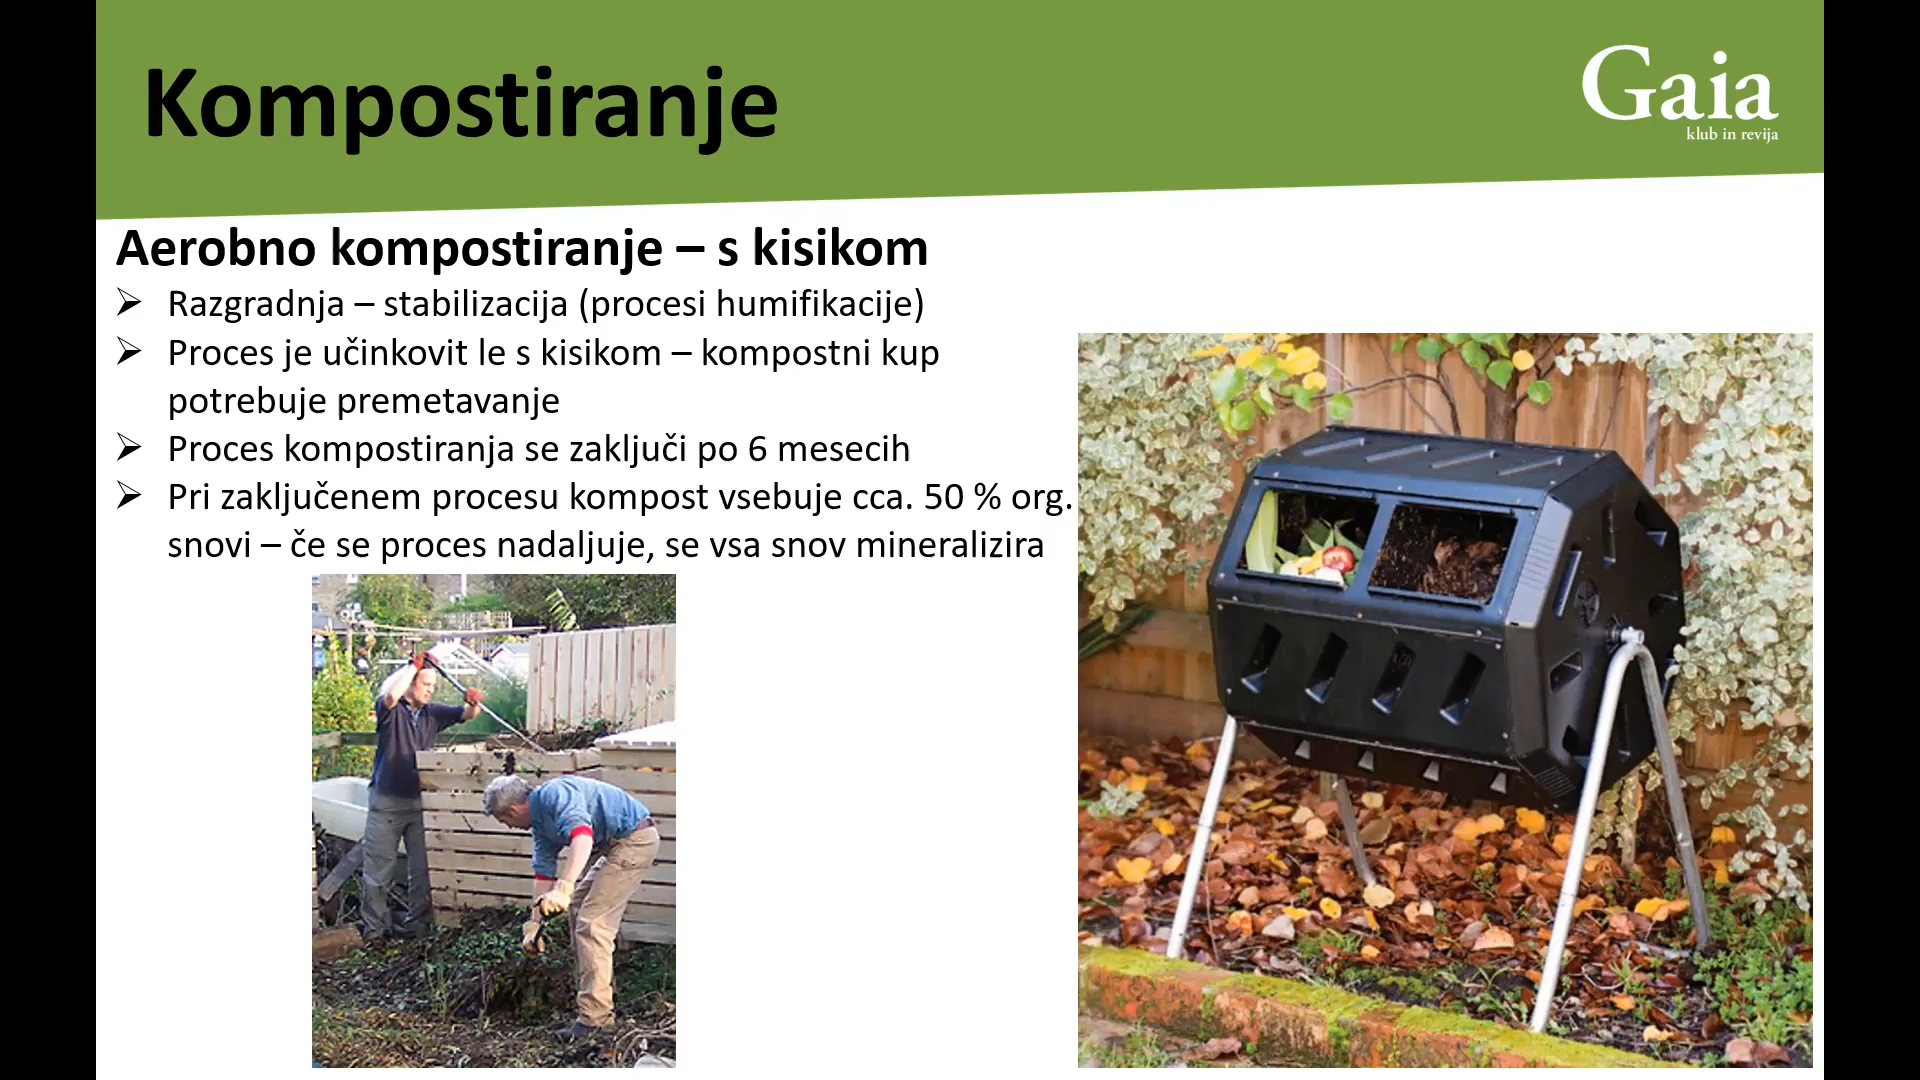 Kompostiranje
Gaia
klub in revija
Aerobno kompostiranje – s kisikom
➢ Razgradnja – stabilizacija (procesi humifikacije)
➢ Proces je učinkovit le s kisikom – kompostni kup
potrebuje premetavanje
➢ Proces kompostiranja se zaključi po 6 mesecih
➢ Pri zaključenem procesu kompost vsebuje cca. 50 % org.
snovi – če se proces nadaljuje, se vsa snov mineralizira